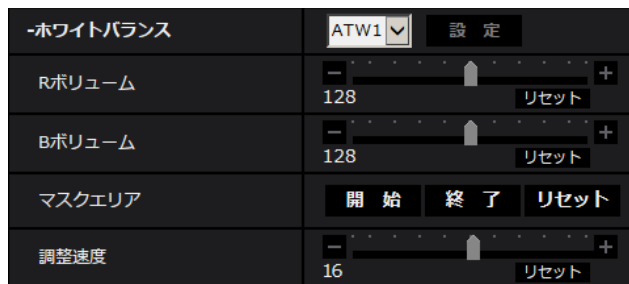 -ホワイトバランス ATW1 設 定
Rボリューム - +
128 リセット
Bボリューム - +
128 リセット
マスクエリア 開 始 終 了 リセット
調整速度 - +
16 リセット